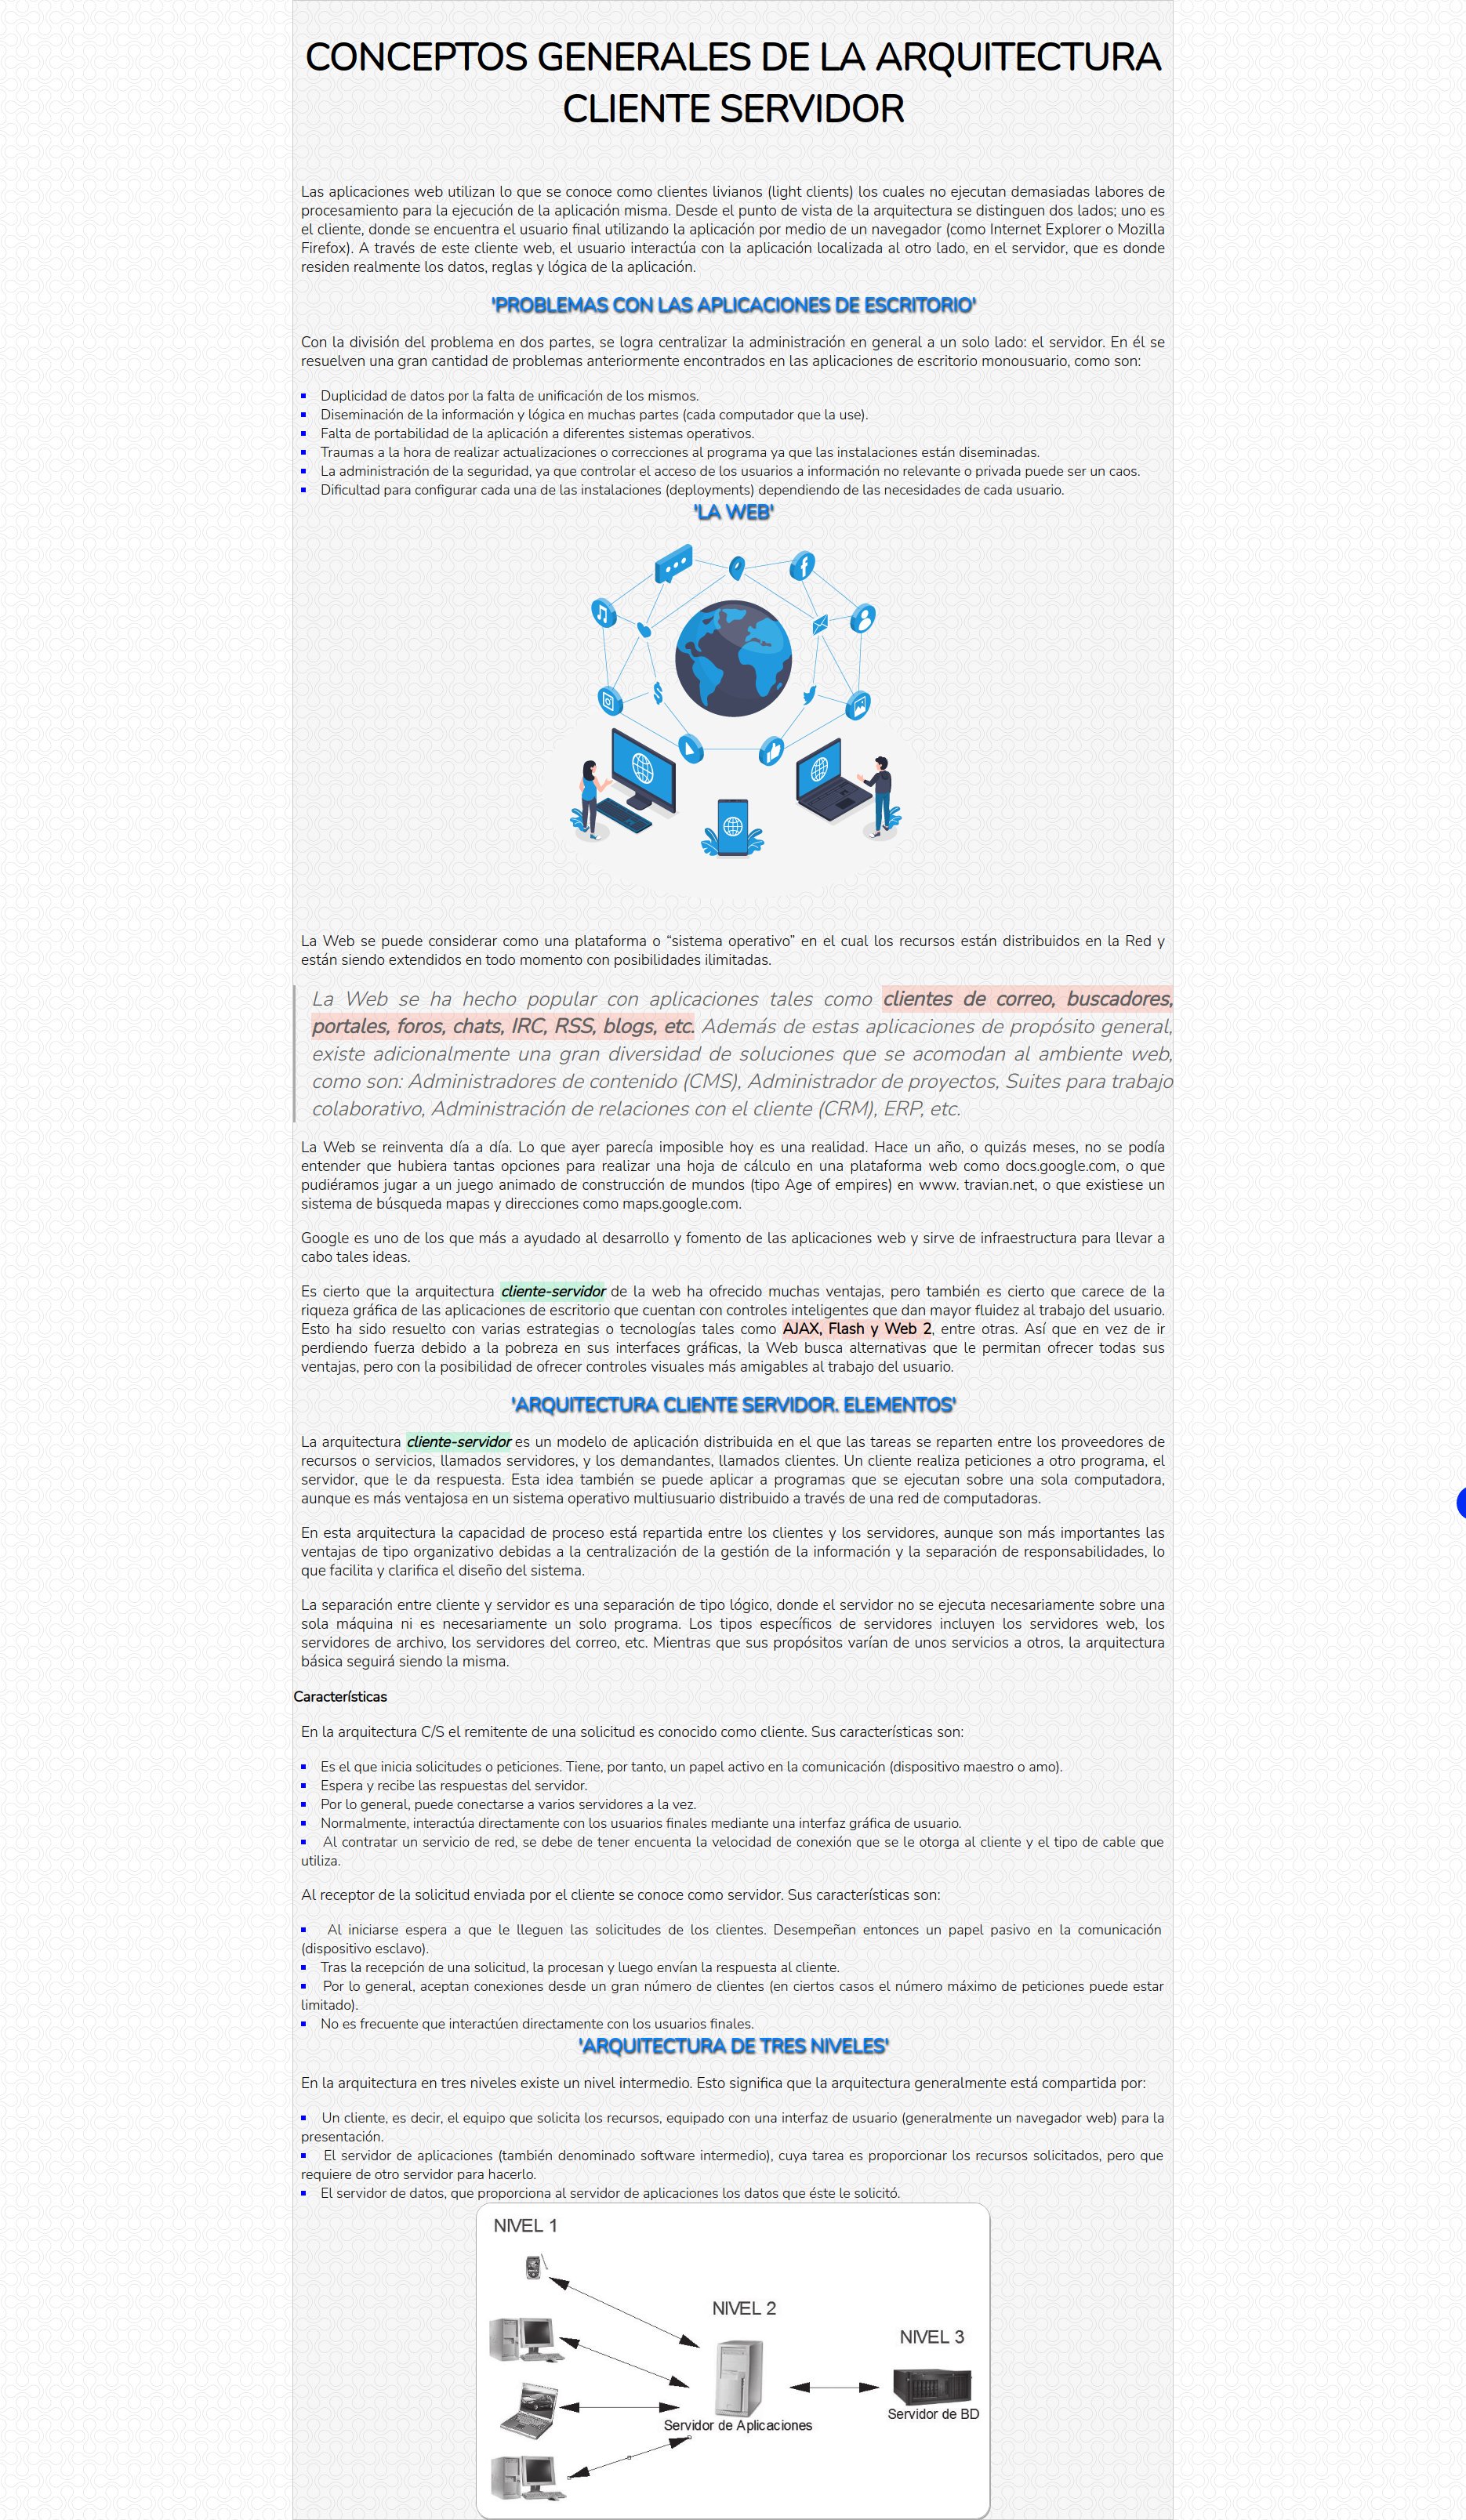 CONCEPTOS GENERALES DE LA ARQUITECTURA
CLIENTE SERVIDOR
Las aplicaciones web utilizan lo que se conoce como clientes livianos (light clients) los cuales no ejecutan demasiadas labores de
procesamiento para la ejecución de la aplicación misma. Desde el punto de vista de la arquitectura se distinguen dos lados; uno es
el cliente, donde se encuentra el usuario final utilizando la aplicación por medio de un navegador (como Internet Explorer o Mozilla
Firefox). A través de este cliente web, el usuario interactúa con la aplicación localizada al otro lado, en el servidor, que es donde
residen realmente los datos, reglas y lógica de la aplicación.
'PROBLEMAS CON LAS APLICACIONES DE ESCRITORIO'
Con la división del problema en dos partes, se logra centralizar la administración en general a un solo lado: el servidor. En él se
resuelven una gran cantidad de problemas anteriormente encontrados en las aplicaciones de escritorio monousuario, como son:
Duplicidad de datos por la falta de unificación de los mismos.
Diseminación de la información y lógica en muchas partes (cada computador que la use).
Falta de portabilidad de la aplicación a diferentes sistemas operativos.
Traumas a la hora de realizar actualizaciones o correcciones al programa ya que las instalaciones están diseminadas.
La administración de la seguridad, ya que controlar el acceso de los usuarios a información no relevante o privada puede ser un caos.
Dificultad para configurar cada una de las instalaciones (deployments) dependiendo de las necesidades de cada usuario.
'LA WEB'
La Web se puede considerar como una plataforma o “sistema operativo” en el cual los recursos están distribuidos en la Red y
están siendo extendidos en todo momento con posibilidades ilimitadas.
La Web se ha hecho popular con aplicaciones tales como clientes de correo, buscadores,
portales, foros, chats, IRC, RSS, blogs, etc. Además de estas aplicaciones de propósito general,
existe adicionalmente una gran diversidad de soluciones que se acomodan al ambiente web,
como son: Administradores de contenido (CMS), Administrador de proyectos, Suites para trabajo
colaborativo, Administración de relaciones con el cliente (CRM), ERP, etc.
La Web se reinventa día a día. Lo que ayer parecía imposible hoy es una realidad. Hace un año, o quizás meses, no se podía
entender que hubiera tantas opciones para realizar una hoja de cálculo en una plataforma web como docs.google.com, o que
pudiéramos jugar a un juego animado de construcción de mundos (tipo Age of empires) en www. travian.net, o que existiese un
sistema de búsqueda mapas y direcciones como maps.google.com.
Google es uno de los que más a ayudado al desarrollo y fomento de las aplicaciones web y sirve de infraestructura para llevar a
cabo tales ideas.
Es cierto que la arquitectura cliente-servidor de la web ha ofrecido muchas ventajas, pero también es cierto que carece de la
riqueza gráfica de las aplicaciones de escritorio que cuentan con controles inteligentes que dan mayor fluidez al trabajo del usuario.
Esto ha sido resuelto con varias estrategias o tecnologías tales como AJAX, Flash y Web 2, entre otras. Así que en vez de ir
perdiendo fuerza debido a la pobreza en sus interfaces gráficas, la Web busca alternativas que le permitan ofrecer todas sus
ventajas, pero con la posibilidad de ofrecer controles visuales más amigables al trabajo del usuario.
'ARQUITECTURA CLIENTE SERVIDOR. ELEMENTOS'
La arquitectura cliente-servidor es un modelo de aplicación distribuida en el que las tareas se reparten entre los proveedores de
recursos o servicios, llamados servidores, y los demandantes, llamados clientes. Un cliente realiza peticiones a otro programa, el
servidor, que le da respuesta. Esta idea también se puede aplicar a programas que se ejecutan sobre una sola computadora,
aunque es más ventajosa en un sistema operativo multiusuario distribuido a través de una red de computadoras.
En esta arquitectura la capacidad de proceso está repartida entre los clientes y los servidores, aunque son más importantes las
ventajas de tipo organizativo debidas a la centralización de la gestión de la información y la separación de responsabilidades, lo
que facilita y clarifica el diseño del sistema.
La separación entre cliente y servidor es una separación de tipo lógico, donde el servidor no se ejecuta necesariamente sobre una
sola máquina ni es necesariamente un solo programa. Los tipos específicos de servidores incluyen los servidores web, los
servidores de archivo, los servidores del correo, etc. Mientras que sus propósitos varían de unos servicios a otros, la arquitectura
básica seguirá siendo la misma.
Características
En la arquitectura C/S el remitente de una solicitud es conocido como cliente. Sus características son:
Es el que inicia solicitudes o peticiones. Tiene, por tanto, un papel activo en la comunicación (dispositivo maestro o amo).
Espera y recibe las respuestas del servidor.
Por lo general, puede conectarse a varios servidores a la vez.
Normalmente, interactúa directamente con los usuarios finales mediante una interfaz gráfica de usuario.
Al contratar un servicio de red, se debe de tener encuenta la velocidad de conexión que se le otorga al cliente y el tipo de cable que
utiliza.
Al receptor de la solicitud enviada por el cliente se conoce como servidor. Sus características son:
Al iniciarse espera a que le lleguen las solicitudes de los clientes. Desempeñan entonces un papel pasivo en la comunicación
(dispositivo esclavo).
Tras la recepción de una solicitud, la procesan y luego envían la respuesta al cliente.
Por lo general, aceptan conexiones desde un gran número de clientes (en ciertos casos el número máximo de peticiones puede estar
limitado).
No es frecuente que interactúen directamente con los usuarios finales.
'ARQUITECTURA DE TRES NIVELES'
En la arquitectura en tres niveles existe un nivel intermedio. Esto significa que la arquitectura generalmente está compartida por:
Un cliente, es decir, el equipo que solicita los recursos, equipado con una interfaz de usuario (generalmente un navegador web) para la
presentación.
El servidor de aplicaciones (también denominado software intermedio), cuya tarea es proporcionar los recursos solicitados, pero que
requiere de otro servidor para hacerlo.
El servidor de datos, que proporciona al servidor de aplicaciones los datos que éste le solicitó.
NIVEL 1
NIVEL 2
NIVEL 3
Servidor de BD
Servidor de Aplicaciones